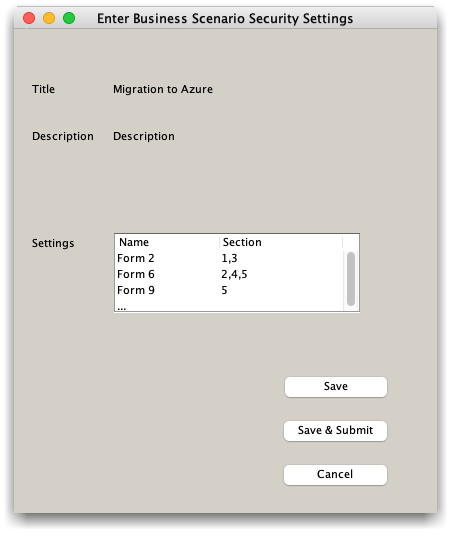 Enter Business Scenario Security Settings
Title Migration to Azure
Description Description
Settings
Name Section
Form 2 1,3
Form 6 2,4,5
Form 9 5
...
Save
Save & Submit
Cancel